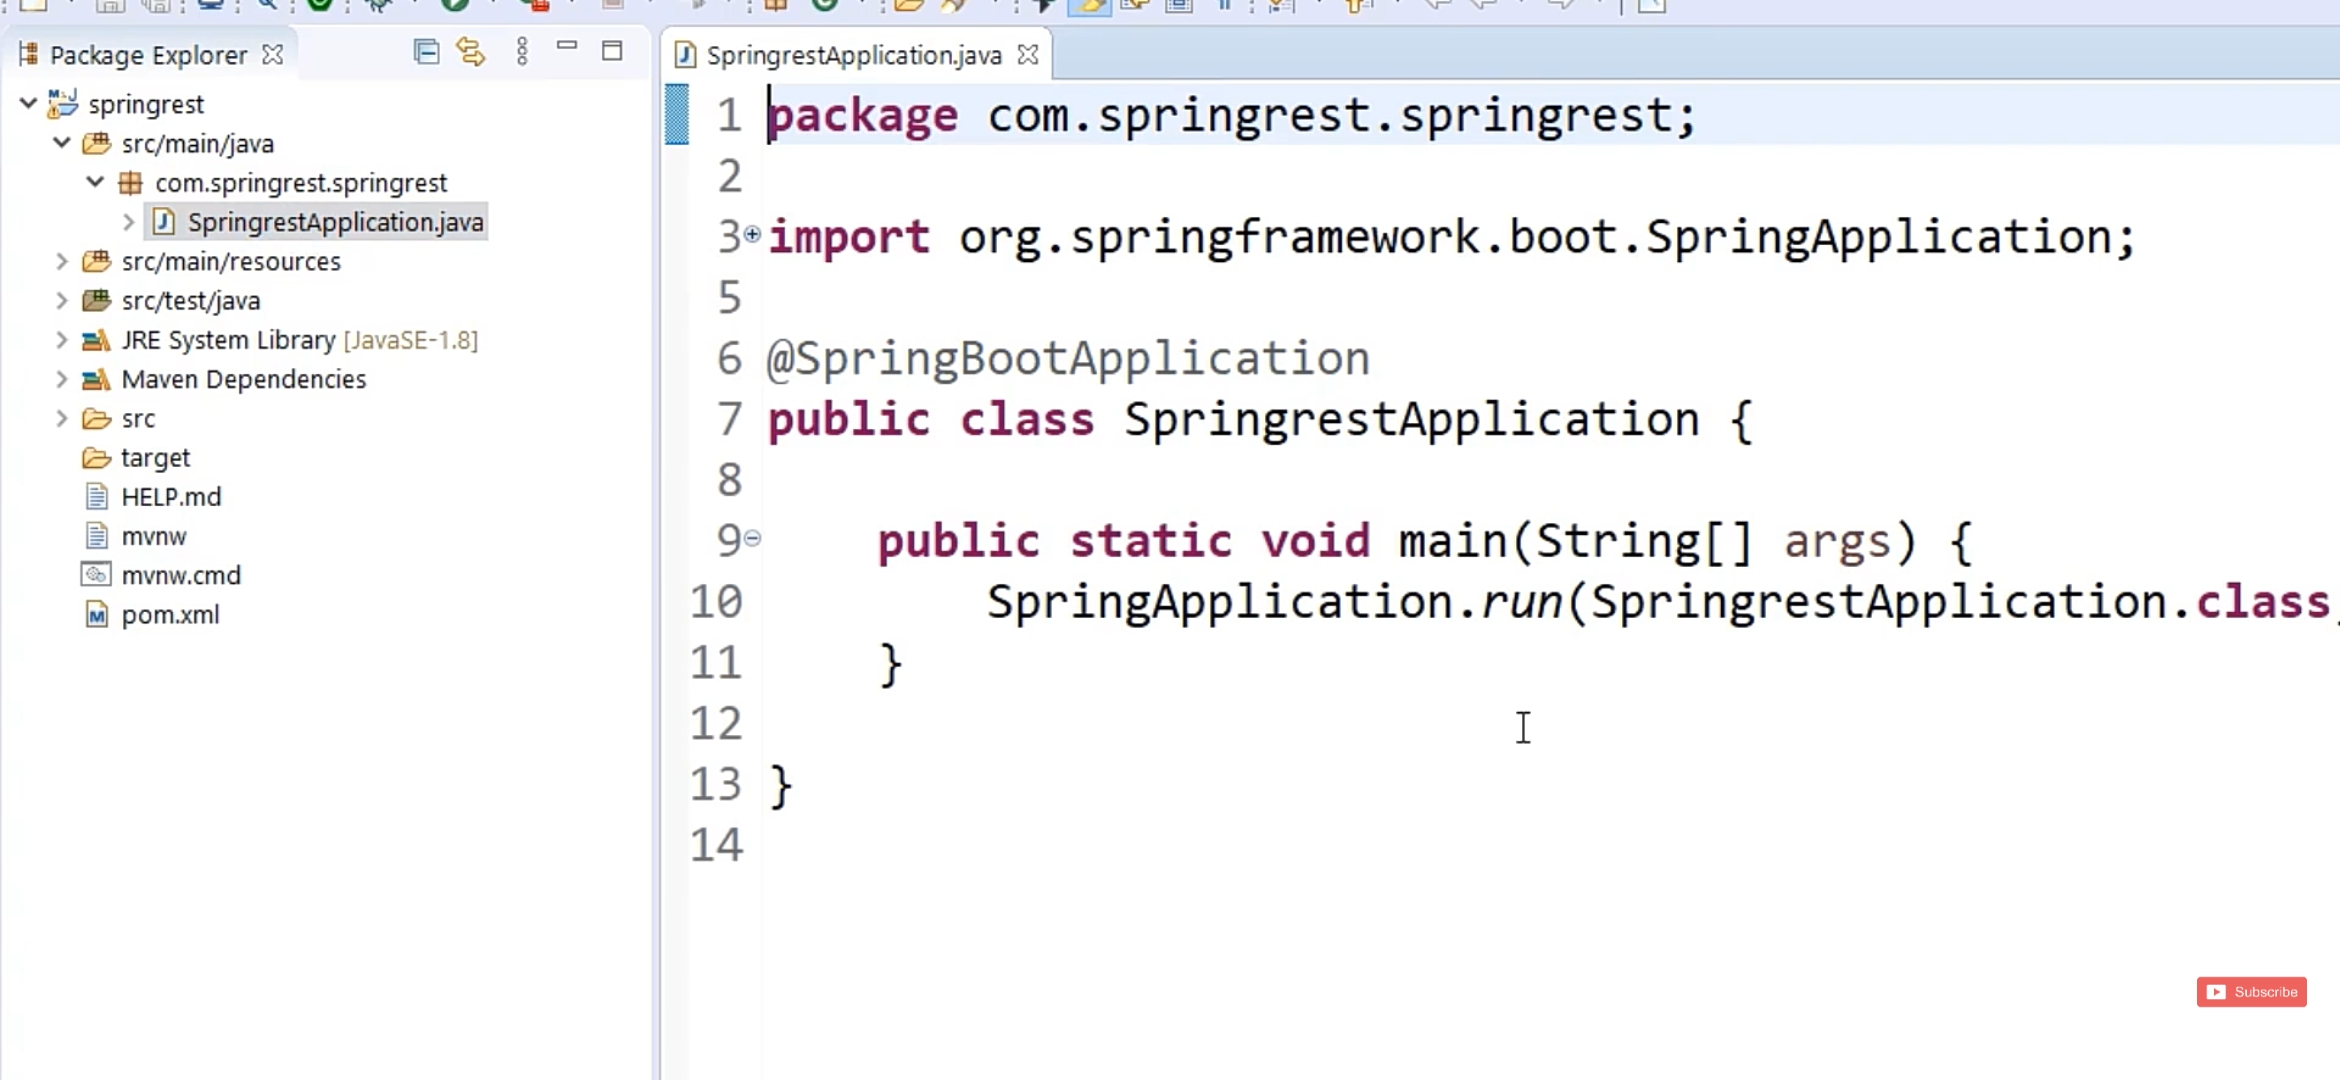 Package Explorer
springrest
src/main/java
com.springrest.springrest
SpringrestApplication.java
src/main/resources
src/test/java
JRE System Library [JavaSE-1.8]
Maven Dependencies
src
target
HELP.md
mvnw
mvnw.cmd
pom.xml
SpringrestApplication.java
1 package com.springrest.springrest;
2
3 import org.springframework.boot.SpringApplication;
5
6 @SpringBootApplication
7 public class SpringrestApplication {
8
9 public static void main(String[] args) {
10 SpringApplication.run(SpringrestApplication.class
11 }
12
13 }
14
Subscribe